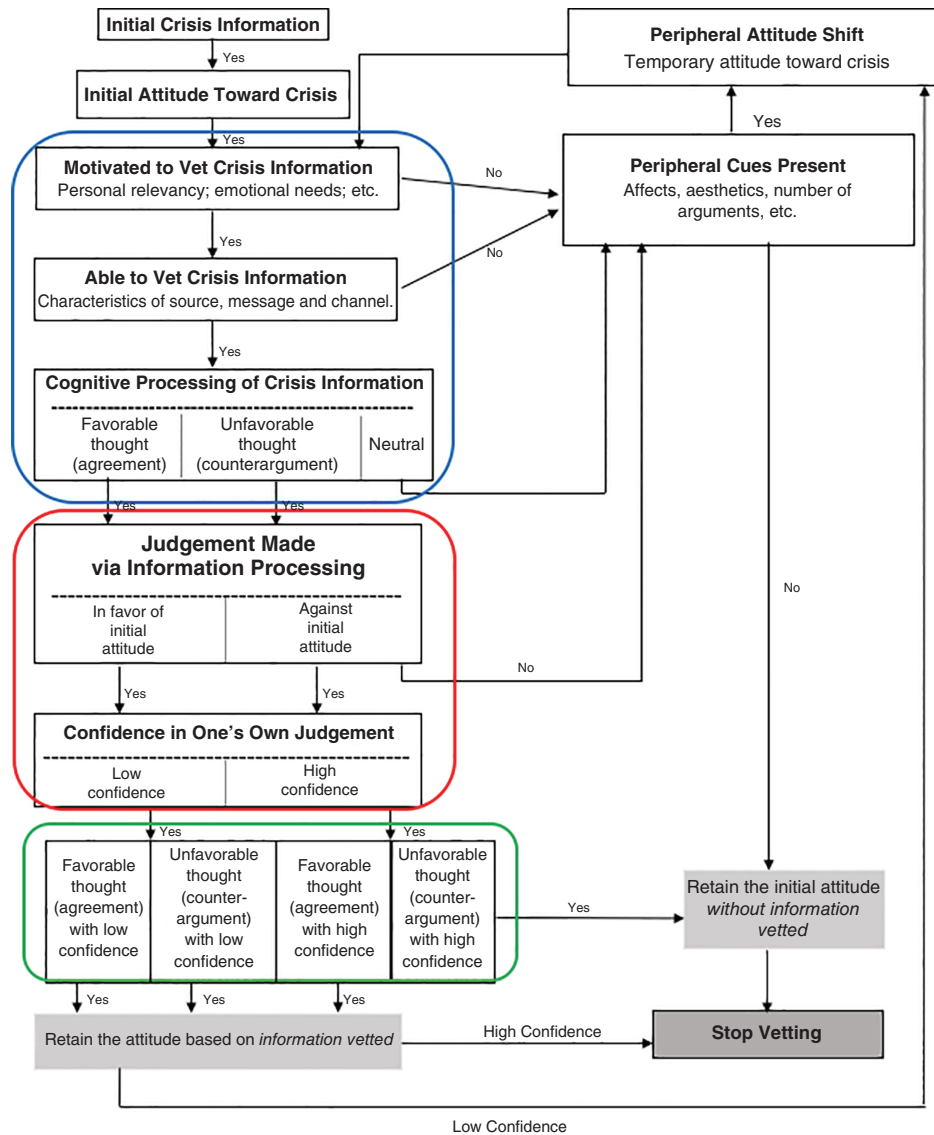 Initial Crisis Information
Yes
Initial Attitude Toward Crisis
Yes
Motivated to Vet Crisis Information
Personal relevancy; emotional needs; etc.
No
Yes
Able to Vet Crisis Information
Characteristics of source, message and channel.
No
Yes
Cognitive Processing of Crisis Information
Favorable
thought
(agreement)
Unfavorable
thought
(counterargument)
Neutral
Yes
Yes
Judgement Made
via Information Processing
In favor of
initial
attitude
Against
initial
attitude
No
Yes
Yes
Confidence in One's Own Judgement
Low
confidence
High
confidence
Yes
Yes
Favorable
thought
(agreement)
with low
confidence
Unfavorable
thought
(counter-
argument)
with low
confidence
Favorable
thought
(agreement)
with high
confidence
Unfavorable
thought
(counter-
argument)
with high
confidence
Yes
Yes
Yes
Yes
Retain the attitude based on information vetted
High Confidence
Low Confidence
Peripheral Attitude Shift
Temporary attitude toward crisis
Yes
Peripheral Cues Present
Affects, aesthetics, number of
arguments, etc.
No
Retain the initial attitude
without information
vetted
Stop Vetting